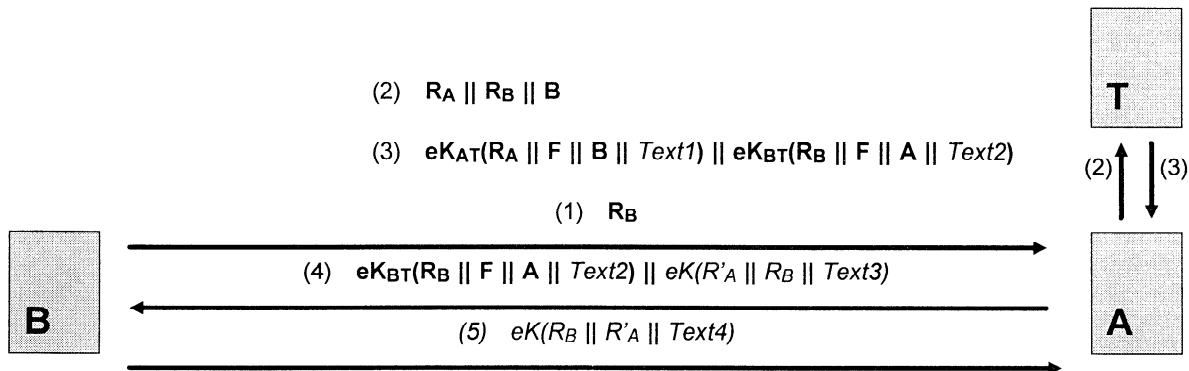 (2) RA || RB || B
T
(3) eKAT(RA || F || B || Text1) || eKBT(RB || F || A || Text2)
(2) (3)
(1) RB
(4) eKBT(RB || F || A || Text2) || eK(R'A || RB || Text3)
B
A
(5) eK(RB || R'A || Text4)